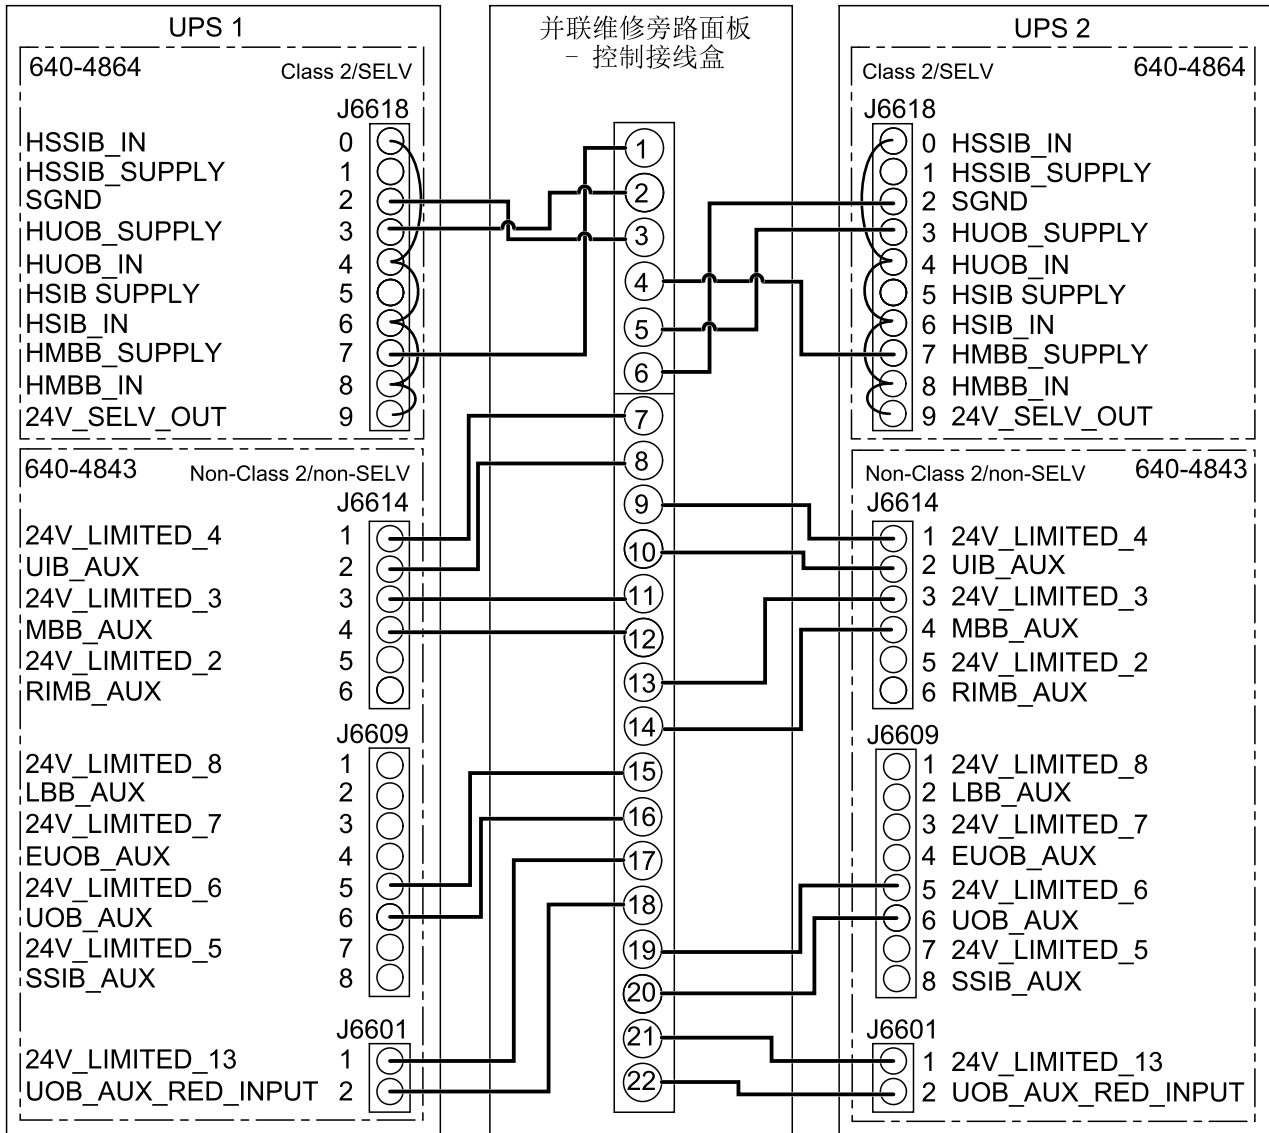 UPS 1
640-4864
Class 2/SELV
J6618
HSSIB_IN 0
HSSIB_SUPPLY 1
SGND 2
HUOB_SUPPLY 3
HUOB_IN 4
HSIB SUPPLY 5
HSIB_IN 6
HMBB_SUPPLY 7
HMBB_IN 8
24V_SELV_OUT 9
640-4843
Non-Class 2/non-SELV
J6614
24V_LIMITED_4 1
UIB_AUX 2
24V_LIMITED_3 3
MBB_AUX 4
24V_LIMITED_2 5
RIMB_AUX 6
J6609
24V_LIMITED_8 1
LBB_AUX 2
24V_LIMITED_7 3
EUOB_AUX 4
24V_LIMITED_6 5
UOB_AUX 6
24V_LIMITED_5 7
SSIB_AUX 8
J6601
24V_LIMITED_13 1
UOB_AUX_RED_INPUT 2
并联维修旁路面板
– 控制接线盒
1
2
3
4
5
6
7
8
9
10
11
12
13
14
15
16
17
18
19
20
21
22
UPS 2
Class 2/SELV
640-4864
J6618
0 HSSIB_IN
1 HSSIB_SUPPLY
2 SGND
3 HUOB_SUPPLY
4 HUOB_IN
5 HSIB SUPPLY
6 HSIB_IN
7 HMBB_SUPPLY
8 HMBB_IN
9 24V_SELV_OUT
Non-Class 2/non-SELV
640-4843
J6614
1 24V_LIMITED_4
2 UIB_AUX
3 24V_LIMITED_3
4 MBB_AUX
5 24V_LIMITED_2
6 RIMB_AUX
J6609
1 24V_LIMITED_8
2 LBB_AUX
3 24V_LIMITED_7
4 EUOB_AUX
5 24V_LIMITED_6
6 UOB_AUX
7 24V_LIMITED_5
8 SSIB_AUX
J6601
1 24V_LIMITED_13
2 UOB_AUX_RED_INPUT